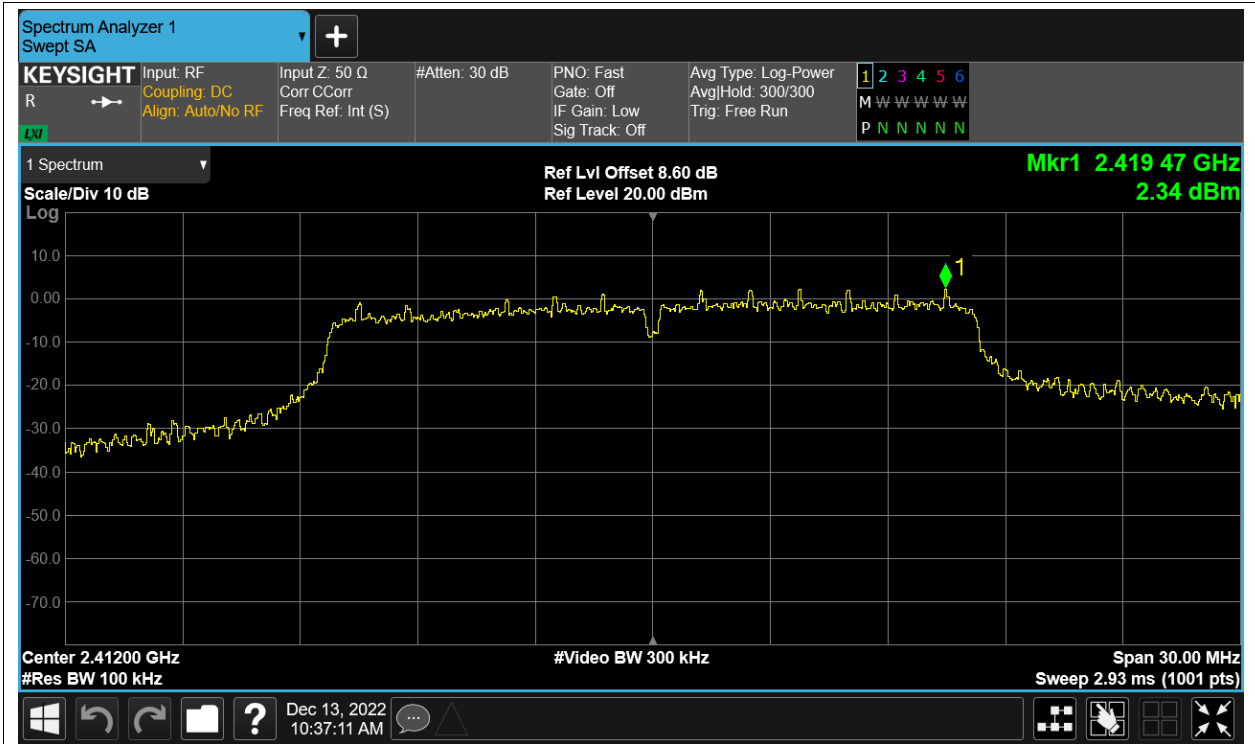 Spectrum Analyzer 1
Swept SA
KEYSIGHT
R
LXI
Input: RF
Coupling: DC
Align: Auto/No RF
Input Z: 50 Ω
Corr CCorr
Freq Ref: Int (S)
#Atten: 30 dB
PNO: Fast
Gate: Off
IF Gain: Low
Sig Track: Off
Avg Type: Log-Power
Avg|Hold: 300/300
Trig: Free Run
1 2 3 4 5 6
M W W W W W
P N N N N N
1 Spectrum
Scale/Div 10 dB
Log
Ref Lvl Offset 8.60 dB
Ref Level 20.00 dBm
Mkr1 2.419 47 GHz
2.34 dBm
1
10.0
0.00
-10.0
-20.0
-30.0
-40.0
-50.0
-60.0
-70.0
Center 2.41200 GHz
#Res BW 100 kHz
#Video BW 300 kHz
Span 30.00 MHz
Sweep 2.93 ms (1001 pts)
?
Dec 13, 2022
10:37:11 AM